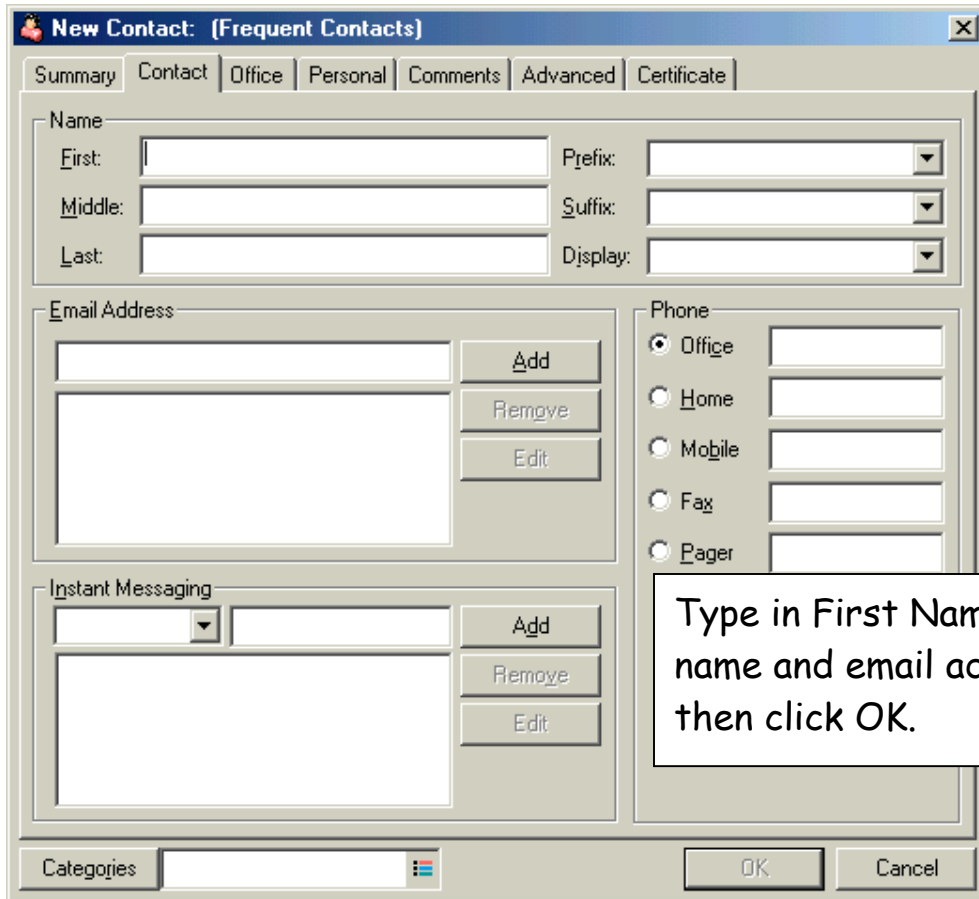 New Contact: (Frequent Contacts)
Summary Contact Office Personal Comments Advanced Certificate
Name
First: Prefix:
Middle: Suffix:
Last: Display:
Email Address
Add
Remove
Edit
Phone
Office
Home
Mobile
Fax
Pager
Instant Messaging
Add
Remove
Edit
Type in First
name and email
then click OK.
Categories OK Cancel